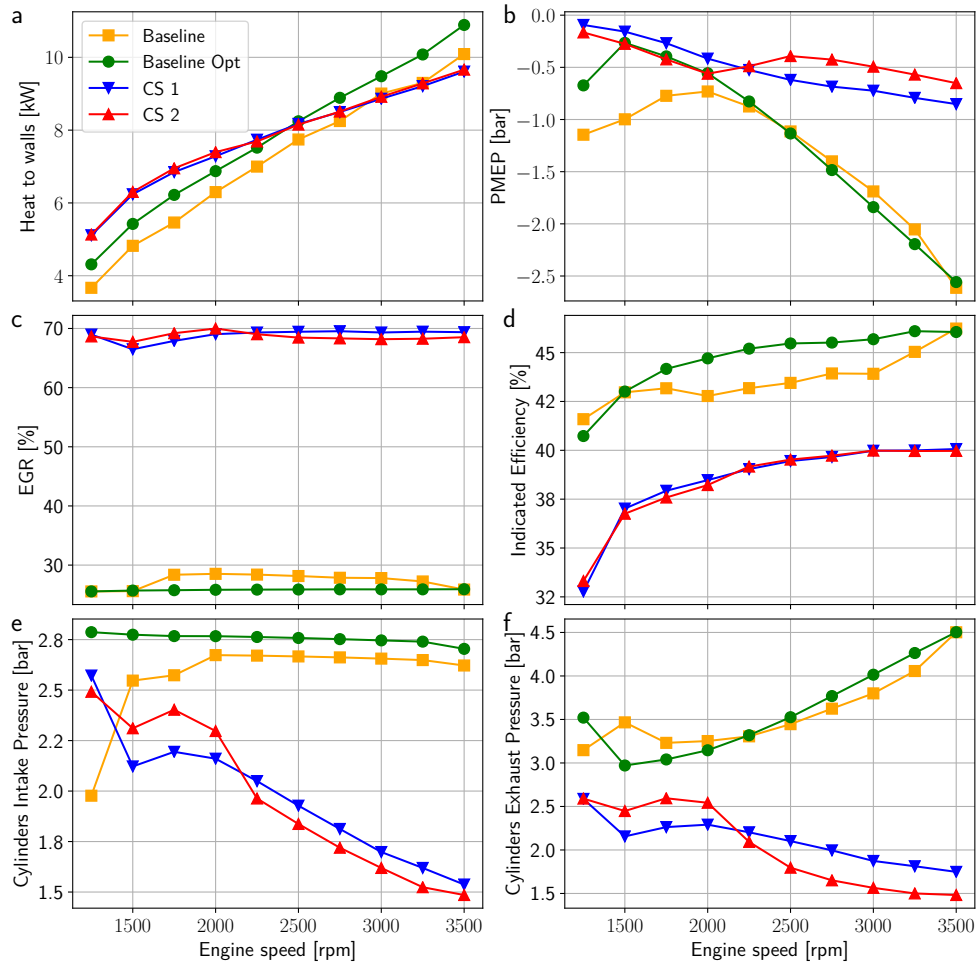 a
Heat to walls [kW]
10
8
6
4
Baseline
Baseline Opt
CS 1
CS 2
b
PMEP [bar]
0.0
−0.5
−1.0
−1.5
−2.0
−2.5
c
EGR [%]
70
60
50
40
30
d
Indicated Efficiency [%]
45
42
40
38
35
32
e
Cylinders Intake Pressure [bar]
2.8
2.5
2.2
2.0
1.8
1.5
1500 2000 2500 3000 3500
Engine speed [rpm]
f
Cylinders Exhaust Pressure [bar]
4.5
4.0
3.5
3.0
2.5
2.0
1.5
1500 2000 2500 3000 3500
Engine speed [rpm]